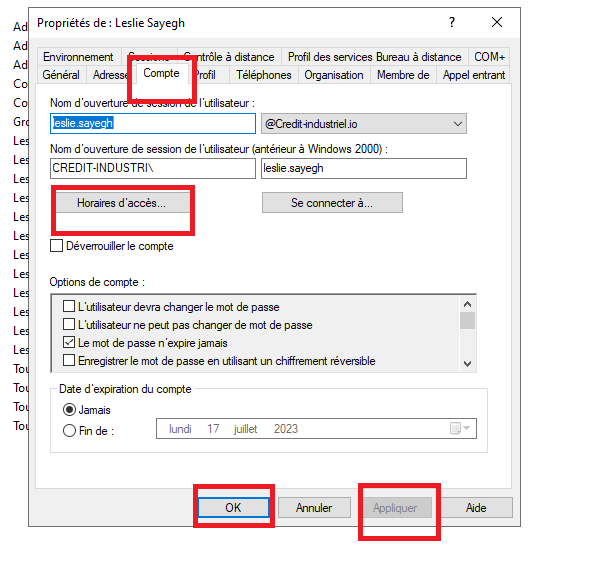 Propriétés de : Leslie Sayegh ?
Ad
Ad
Ad
Co
Co
Gro
Les
Les
Les
Les
Les
Les
Les
Les
Les
Les
Les
Les
Tou
Tou
Tou
Tou
Environnement Sessions Contrôle à distance Profil des services Bureau à distance COM+
Général Adresse Compte Profil Téléphones Organisation Membre de Appel entrant
Nom d'ouverture de session de l'utilisateur :
leslie.sayegh @Credit-industriel.io
Nom d'ouverture de session de l'utilisateur (antérieur à Windows 2000) :
CREDIT-INDUSTRI\ leslie.sayegh
Horaires d'accès... Se connecter à...
Déverrouiller le compte
Options de compte :
L'utilisateur devra changer le mot de passe
L'utilisateur ne peut pas changer de mot de passe
Le mot de passe n'expire jamais
Enregistrer le mot de passe en utilisant un chiffrement réversible
Date d'expiration du compte
Jamais
Fin de : lundi 17 juillet 2023
OK Annuler Appliquer Aide